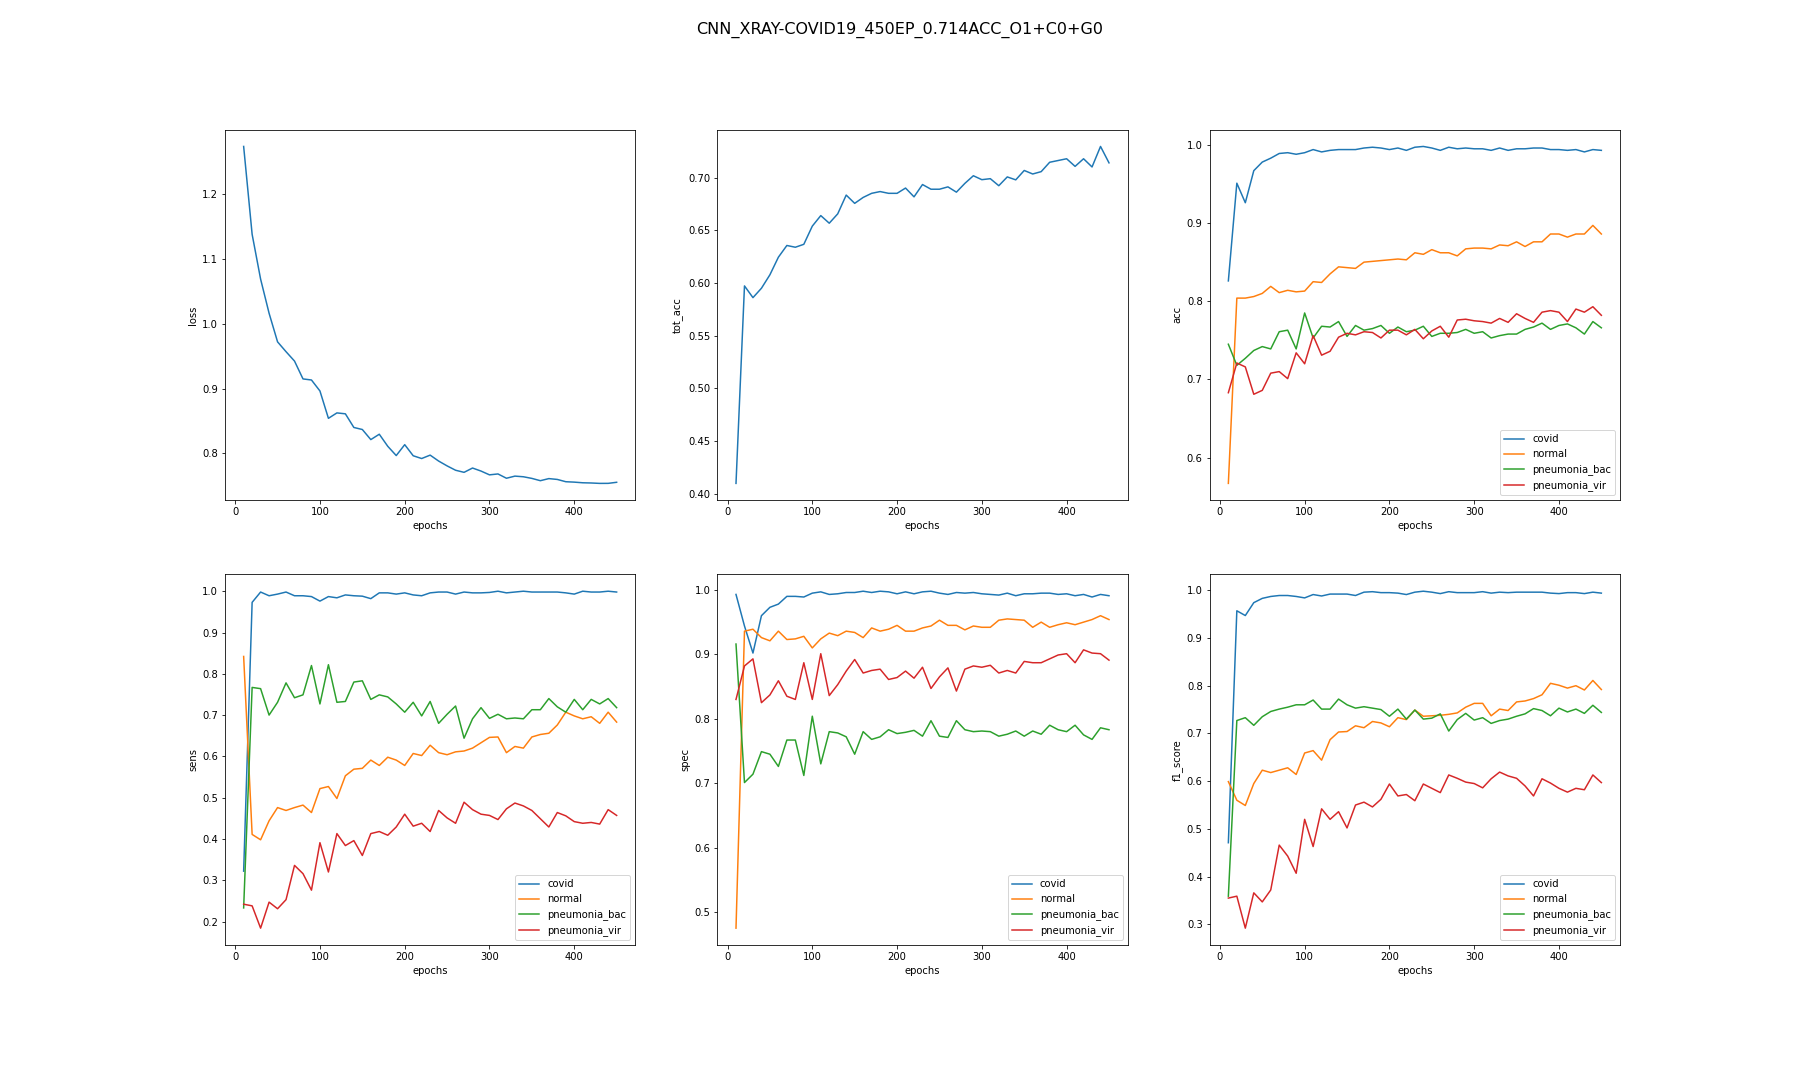 CNN_XRAY-COVID19_450EP_0.714ACC_O1+C0+G0
loss
1.2
1.1
1.0
0.9
0.8
0 100 200 300 400
epochs
tot_acc
0.70
0.65
0.60
0.55
0.50
0.45
0.40
0 100 200 300 400
epochs
acc
1.0
0.9
0.8
0.7
0.6
covid
normal
pneumonia_bac
pneumonia_vir
0 100 200 300 400
epochs
sens
1.0
0.9
0.8
0.7
0.6
0.5
0.4
0.3
0.2
covid
normal
pneumonia_bac
pneumonia_vir
0 100 200 300 400
epochs
spec
1.0
0.9
0.8
0.7
0.6
0.5
covid
normal
pneumonia_bac
pneumonia_vir
0 100 200 300 400
epochs
f1_score
1.0
0.9
0.8
0.7
0.6
0.5
0.4
0.3
covid
normal
pneumonia_bac
pneumonia_vir
0 100 200 300 400
epochs